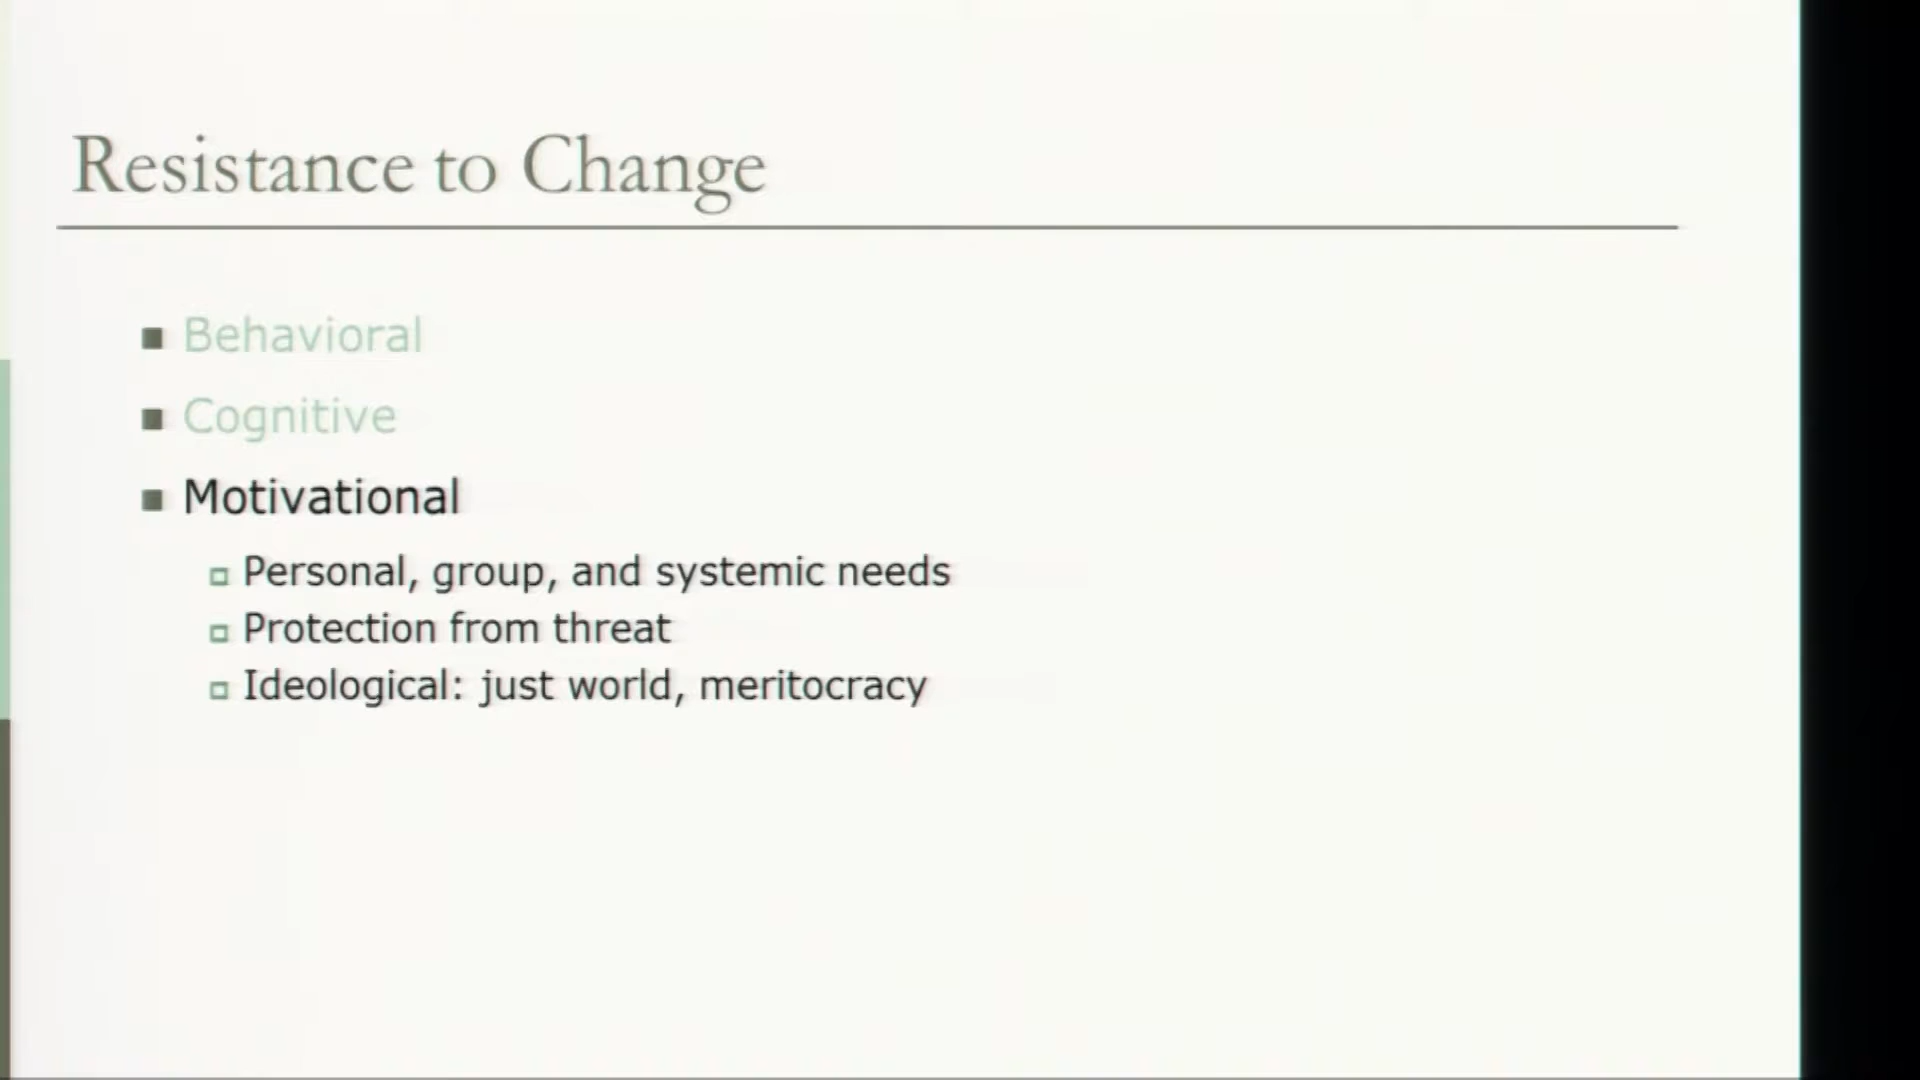 Resistance to Change
Behavioral
Cognitive
Motivational
Personal, group, and systemic needs
Protection from threat
Ideological: just world, meritocracy